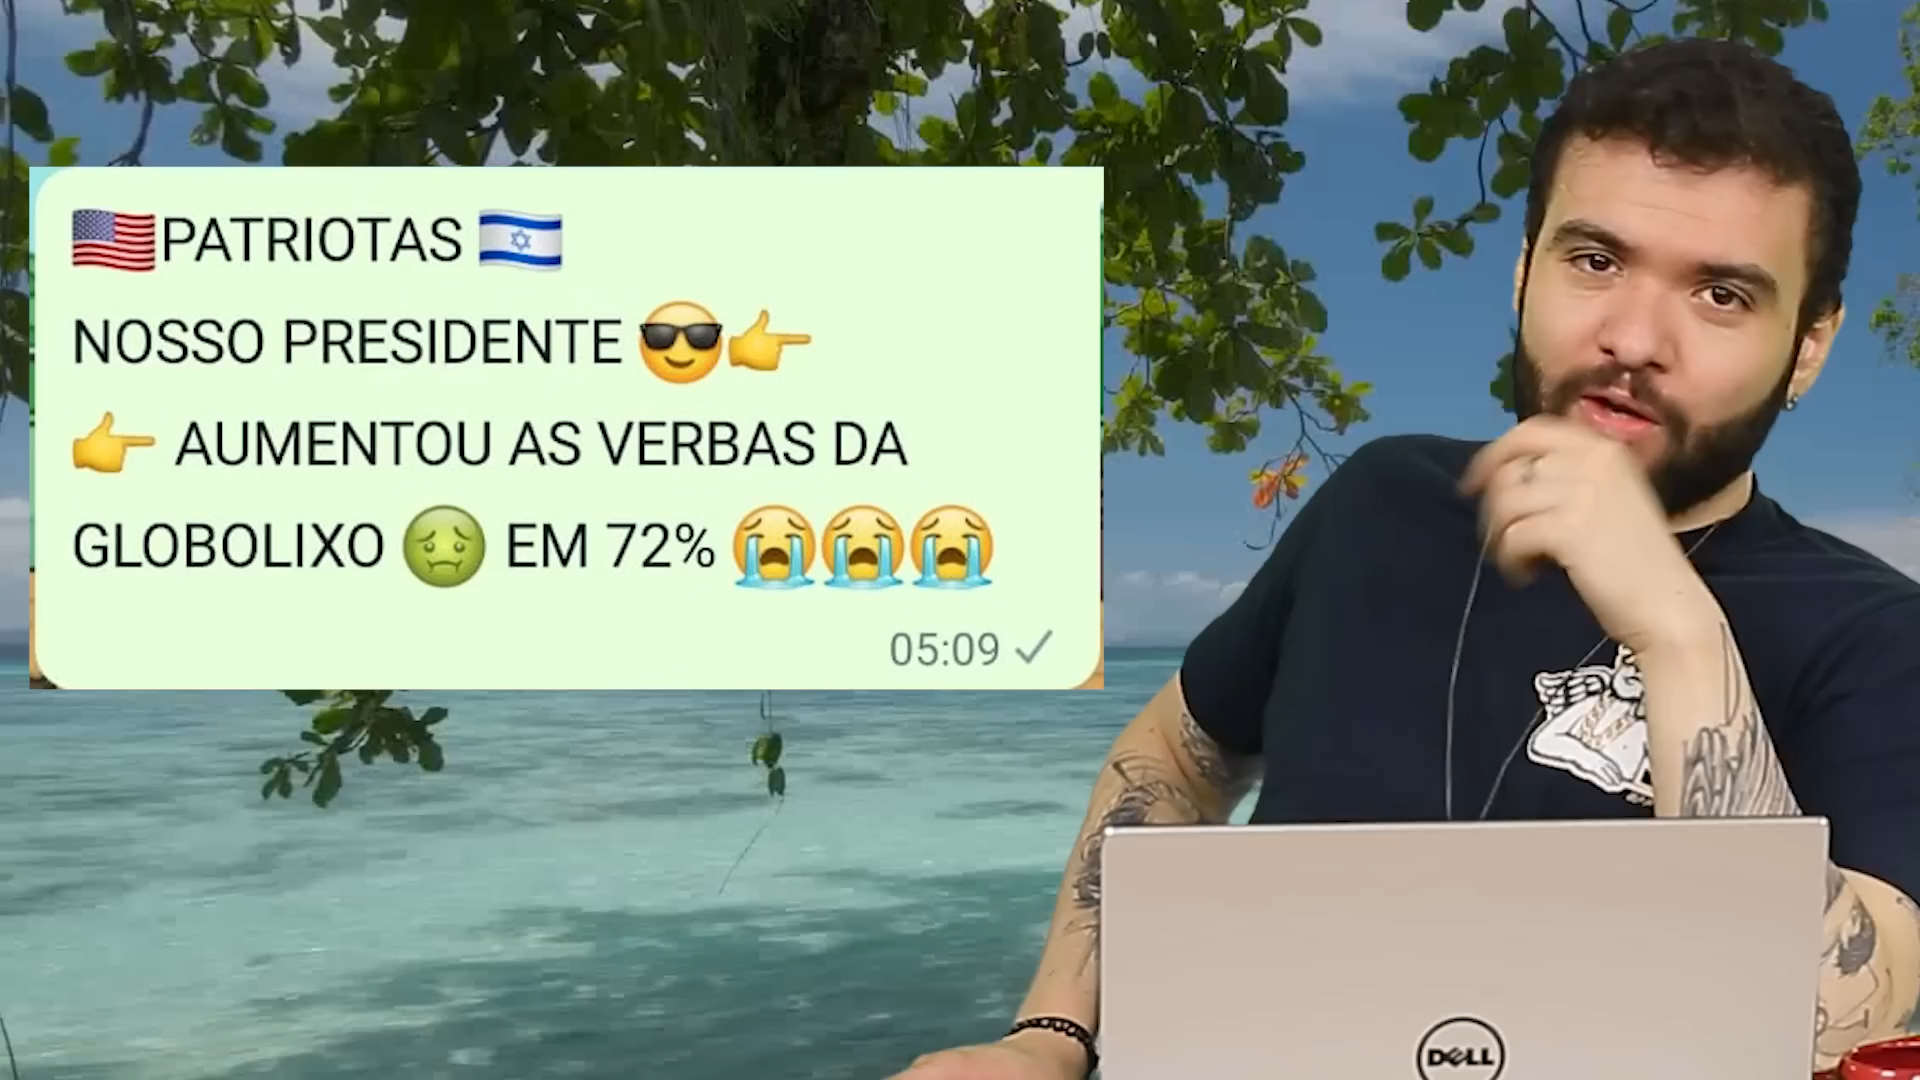 🇺🇸PATRIOTAS 🇮🇱
NOSSO PRESIDENTE 😎👉
👉 AUMENTOU AS VERBAS DA
GLOBOLIXO 🤢 EM 72% 😭😭😭
05:09 ✓
DELL